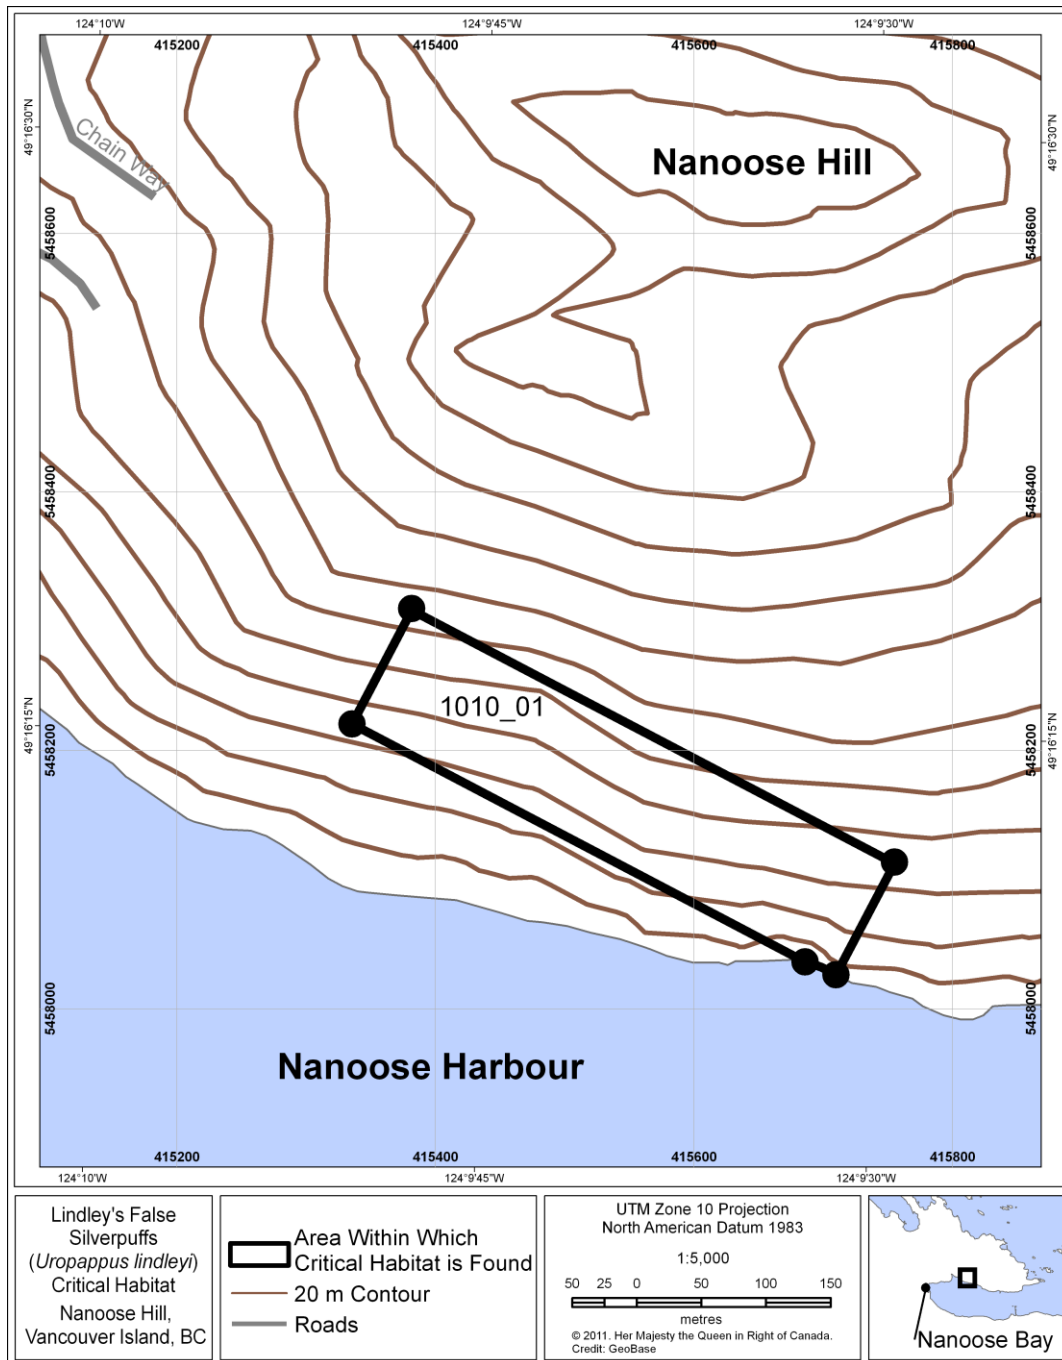 124°10'W 124°9'45"W 124°9'30"W
415200 415400 415600 415800
49°16'30"N
49°16'30"N
Chain Way
Nanoose Hill
5458600
5458600
5458400
5458400
1010_01
49°16'15"N
49°16'15"N
5458200
5458200
5458000
5458000
Nanoose Harbour
415200 415400 415600 415800
124°10'W 124°9'45"W 124°9'30"W
Lindley's False
Silverpuffs
(Uropappus lindleyi)
Critical Habitat
Nanoose Hill,
Vancouver Island, BC
Area Within Which
Critical Habitat is Found
20 m Contour
Roads
UTM Zone 10 Projection
North American Datum 1983
1:5,000
50 25 0 50 100 150
metres
© 2011. Her Majesty the Queen in Right of Canada.
Credit: GeoBase
Nanoose Bay